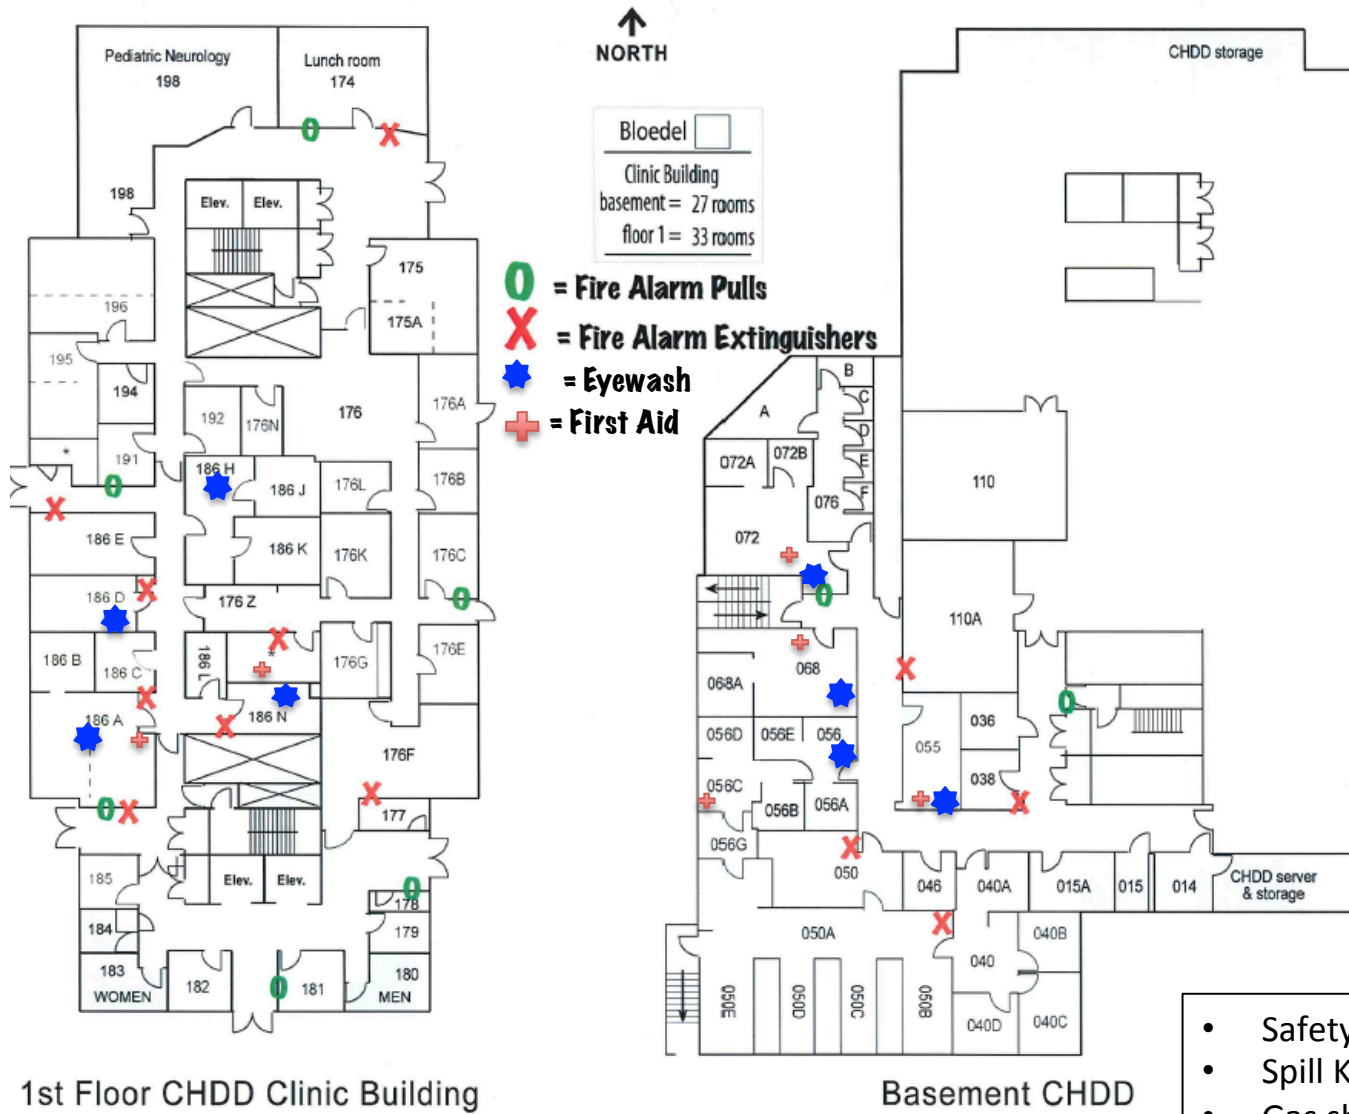 NORTH
Bloedel
Clinic Building
basement = 27 rooms
floor 1 = 33 rooms
= Fire Alarm Pulls
= Fire Alarm Extinguishers
= Eyewash
= First Aid
Pediatric Neurology
198
Lunch room
174
198
Elev. Elev.
175
196
175A
195
194
192
176N
176
176A
*
191
186 H
186 J
176L
176B
186 E
186 K
176K
176C
186 D
176 Z
186 B
186 C
186 L
*
176G
176E
186 A
186 N
176F
177
185
Elev. Elev.
178
184
179
183
WOMEN
182
181
180
MEN
1st Floor CHDD Clinic Building
CHDD storage
B
A
C
D
072A
072B
E
F
076
110
072
110A
068
068A
036
056D
056E
056
055
038
056C
056B
056A
056G
050
046
040A
015A
015
014
CHDD server
& storage
050A
040B
040
050E
050D
050C
050B
040D
040C
Basement CHDD
• Safety
• Spill K